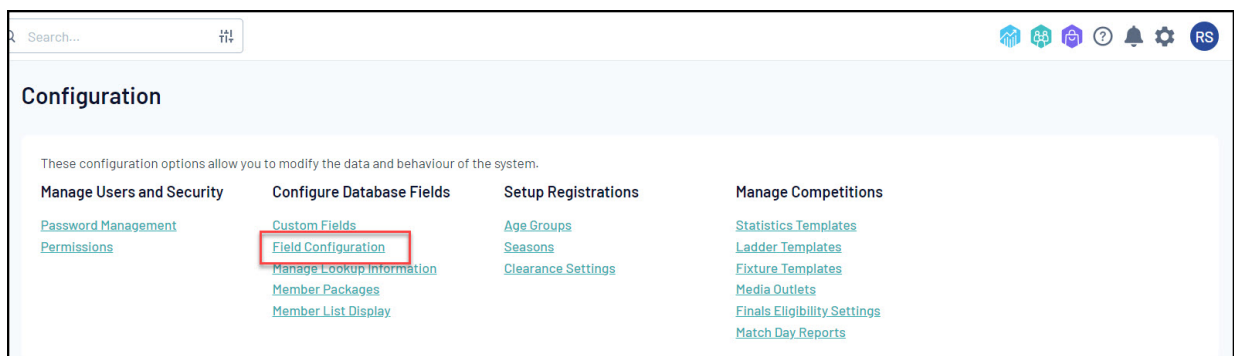 Search...
RS
Configuration
These configuration options allow you to modify the data and behaviour of the system.
Manage Users and Security
Password Management
Permissions
Configure Database Fields
Custom Fields
Field Configuration
Manage Lookup Information
Member Packages
Member List Display
Setup Registrations
Age Groups
Seasons
Clearance Settings
Manage Competitions
Statistics Templates
Ladder Templates
Fixture Templates
Media Outlets
Finals Eligibility Settings
Match Day Reports